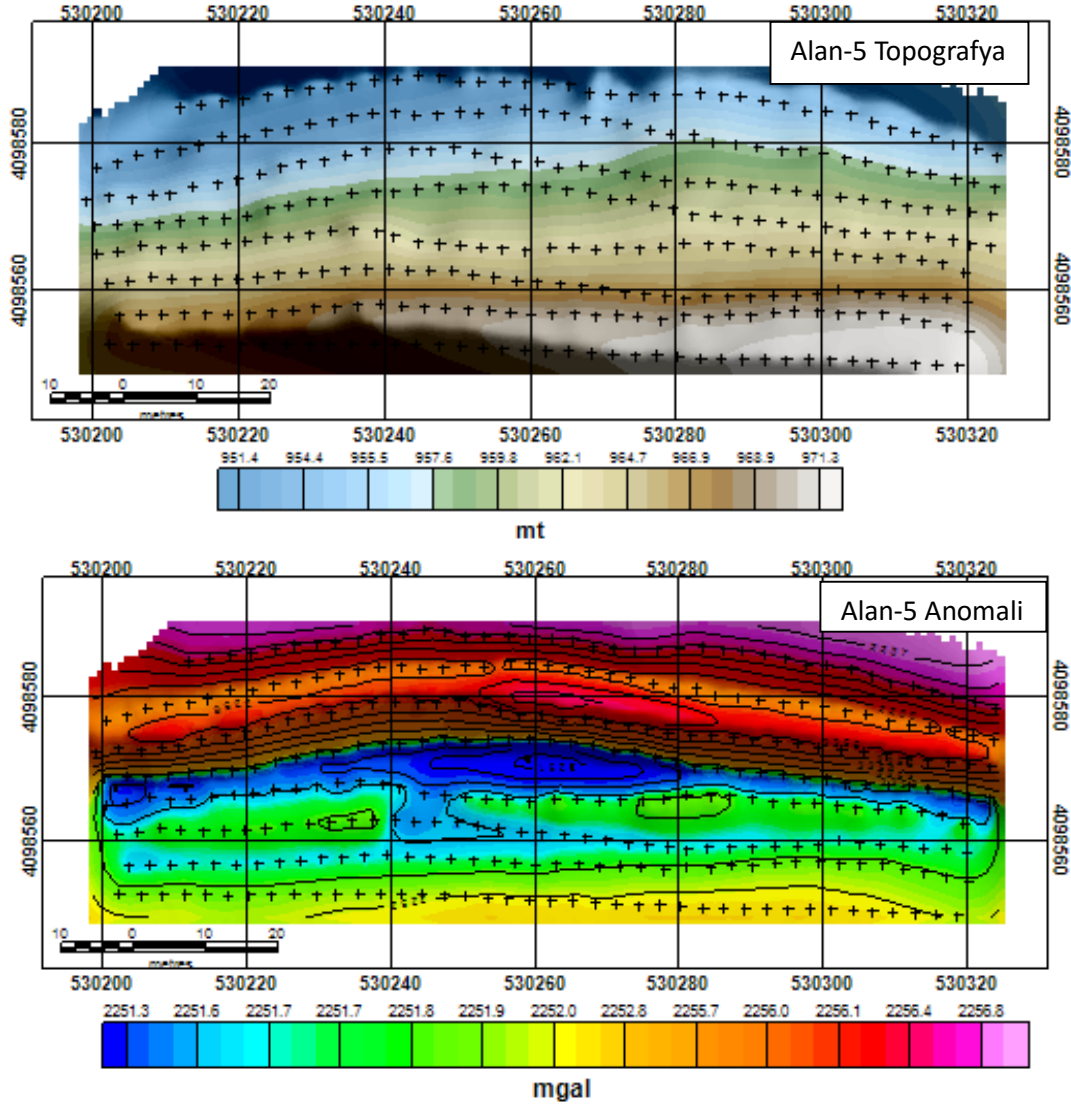 530200 530220 530240 530260 530280 530300 530320
Alan-5 Topografya
4098580 4098580
4098560 4098560
10 0 10 20
metres
530200 530220 530240 530260 530280 530300 530320
951.4 954.4 955.5 957.6 959.8 962.1 964.7 966.9 968.9 971.3
mt
530200 530220 530240 530260 530280 530300 530320
Alan-5 Anomali
4098580 4098580
4098560 4098560
10 0 10 20
metres
530200 530220 530240 530260 530280 530300 530320
2251.3 2251.6 2251.7 2251.7 2251.8 2251.9 2252.0 2252.8 2255.7 2256.0 2256.1 2256.4 2256.8
mgal